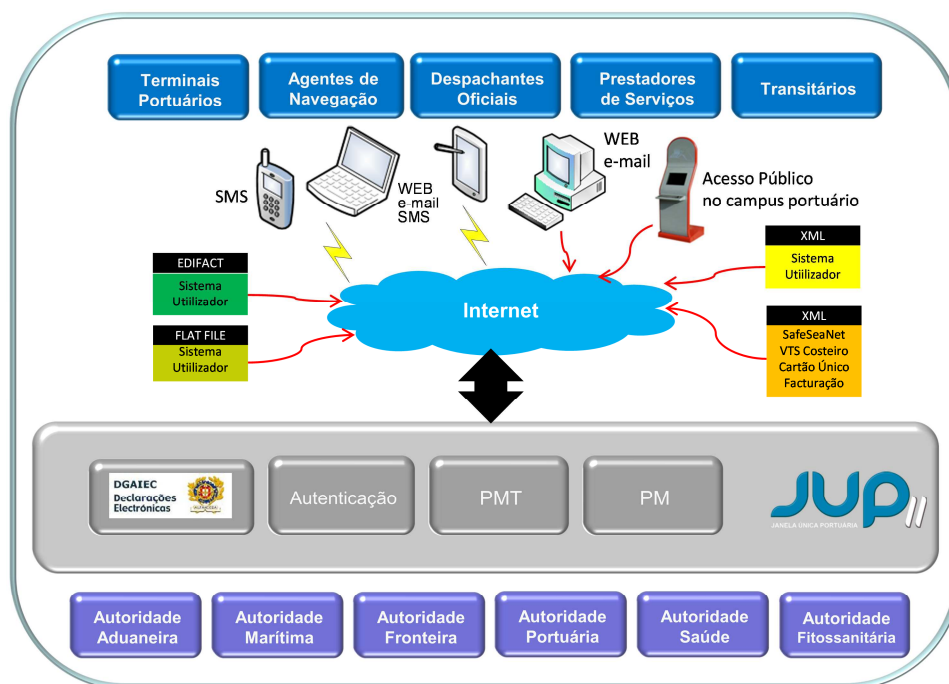 Terminais
Portuários
Agentes de
Navegação
Despachantes
Oficiais
Prestadores
de Serviços
Transitários
SMS
WEB
e-mail
SMS
WEB
e-mail
Acesso Público
no campus portuário
EDIFACT
Sistema
Utiilizador
FLAT FILE
Sistema
Utiilizador
Internet
XML
Sistema
Utiilizador
XML
SafeSeaNet
VTS Costeiro
Cartão Único
Facturação
DGAIEC
Declarações
Electrónicas
Autenticação
PMT
PM
JUP II
JANELA ÚNICA PORTUÁRIA
Autoridade
Aduaneira
Autoridade
Marítima
Autoridade
Fronteira
Autoridade
Portuária
Autoridade
Saúde
Autoridade
Fitossanitária